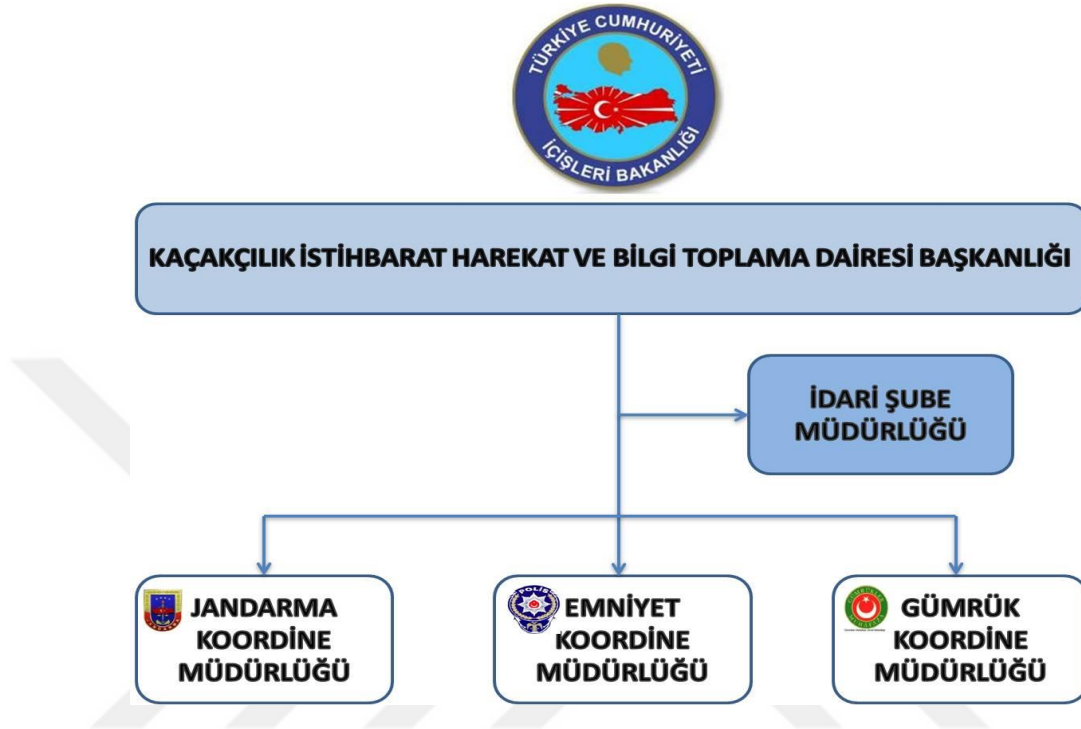 TÜRKİYE CUMHURİYETİ
İÇİŞLERİ BAKANLIĞI
KAÇAKÇILIK İSTİHBARAT HAREKAT VE BİLGİ TOPLAMA DAİRESİ BAŞKANLIĞI
İDARİ ŞUBE
MÜDÜRLÜĞÜ
JANDARMA
KOORDİNE
MÜDÜRLÜĞÜ
POLİS
EMNİYET
KOORDİNE
MÜDÜRLÜĞÜ
GÜMRÜK
KOORDİNE
MÜDÜRLÜĞÜ